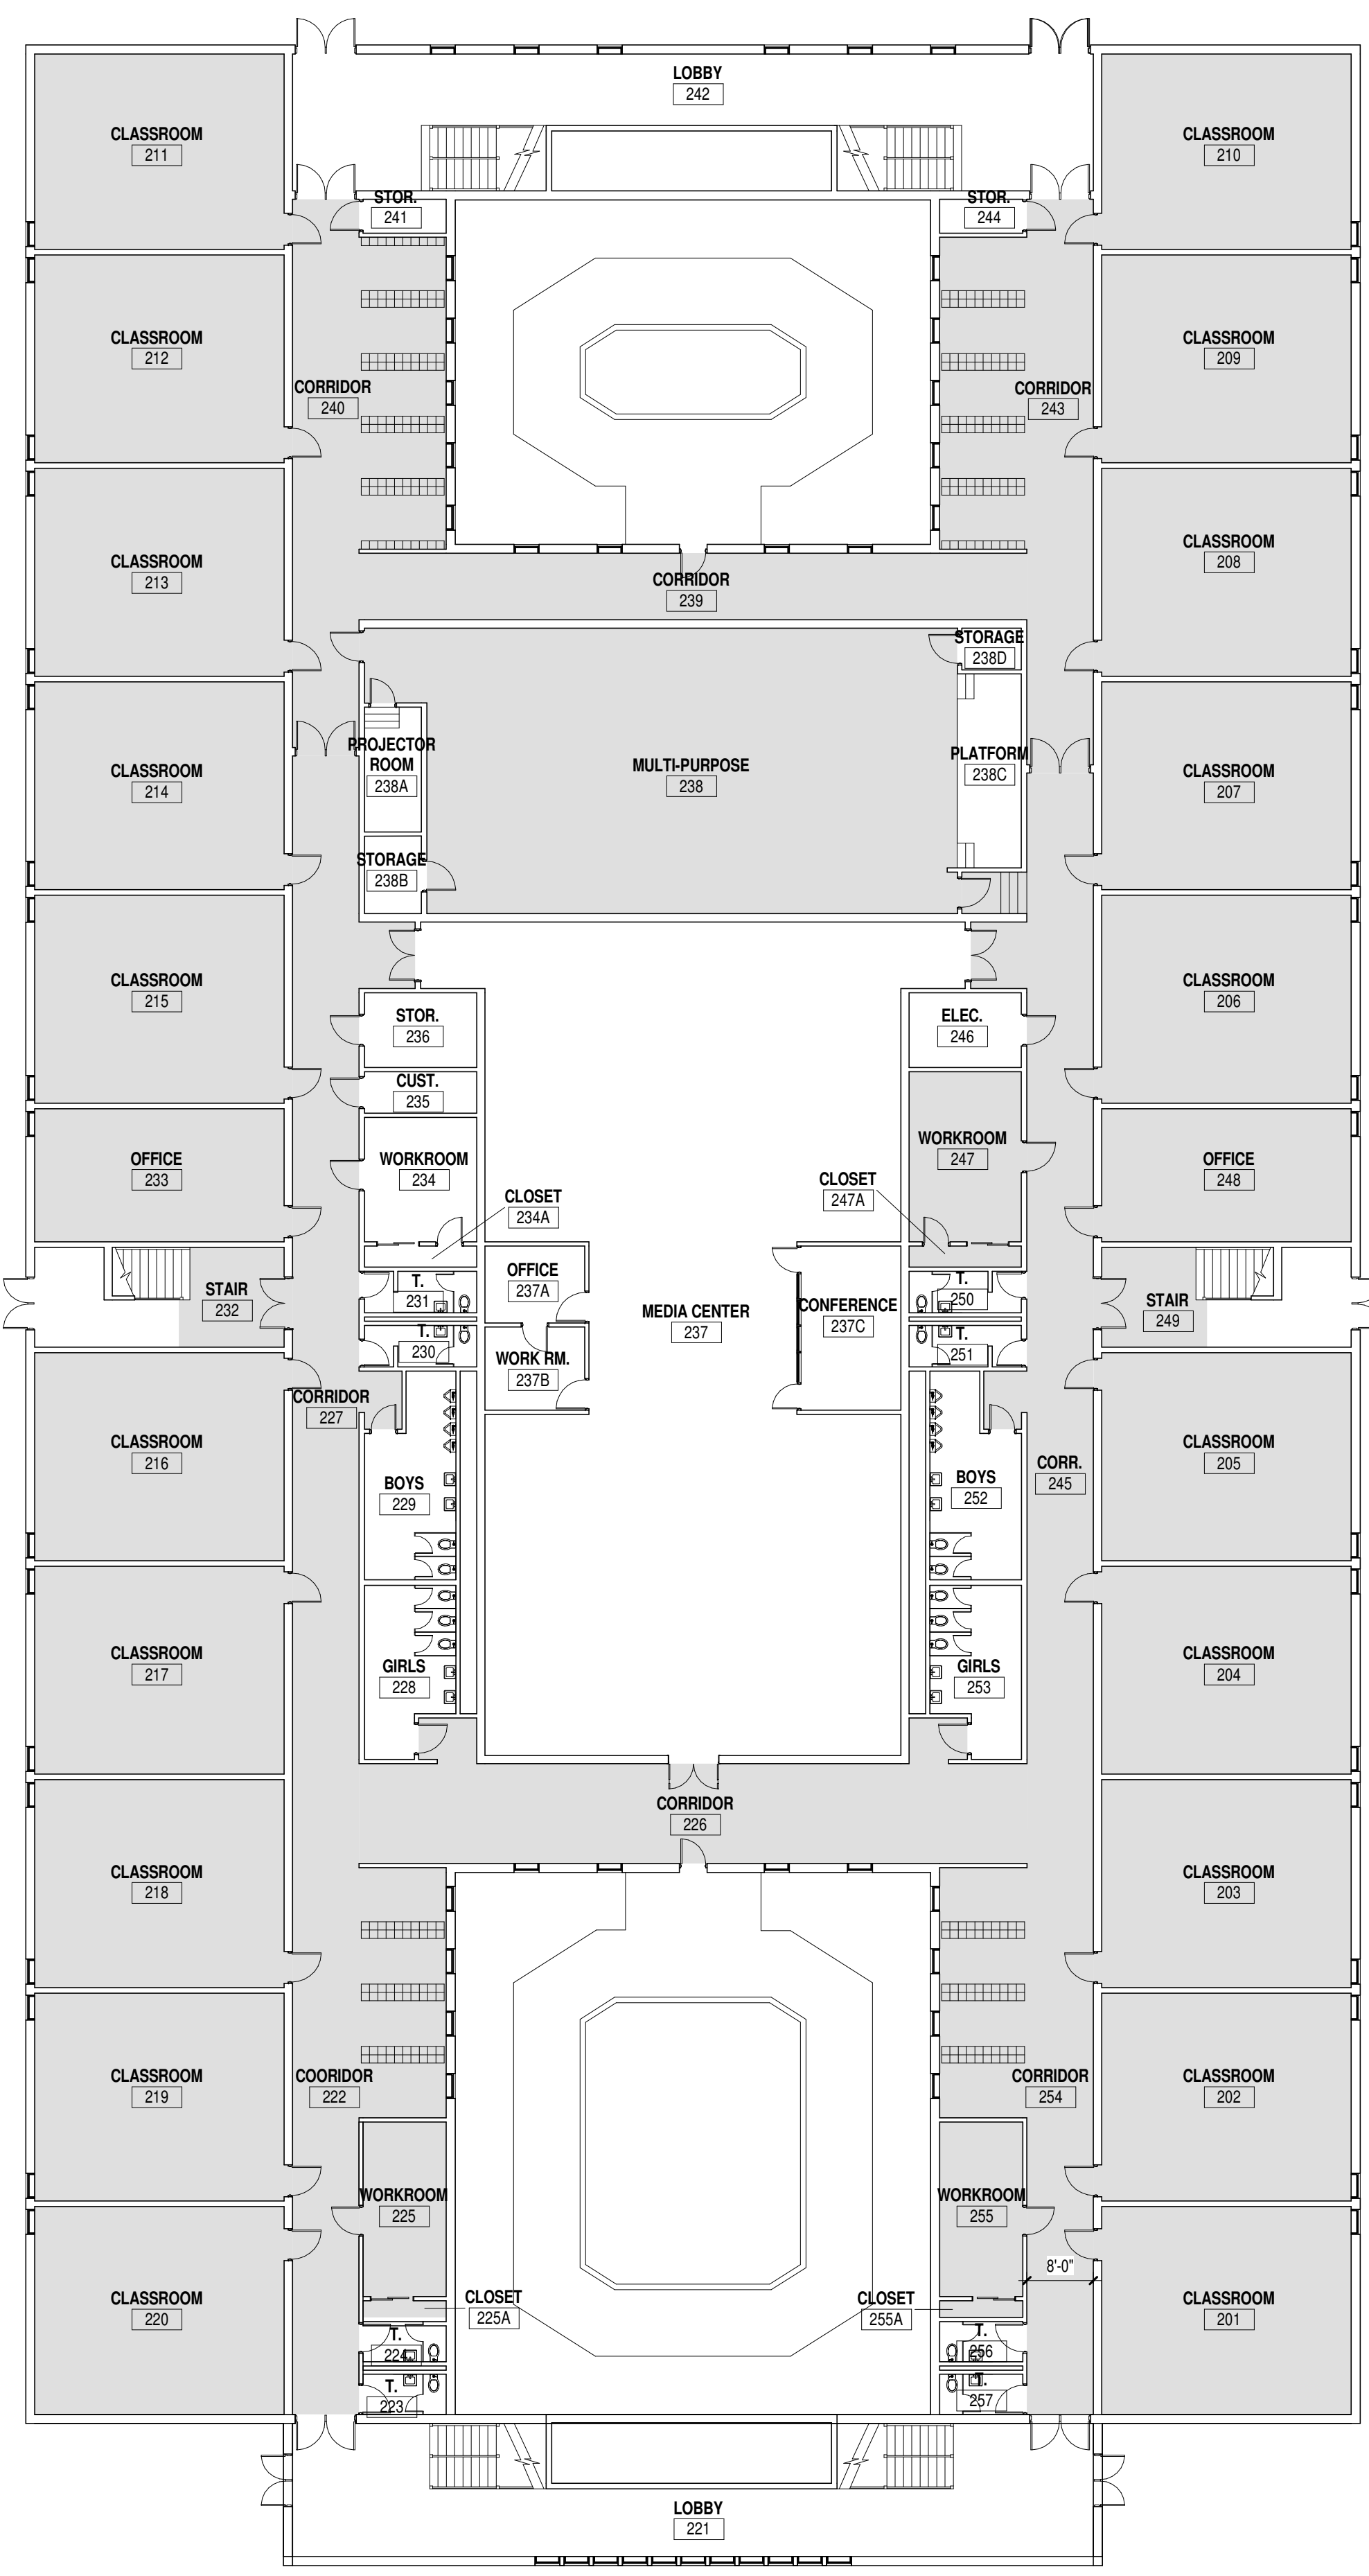 LOBBY
242
CLASSROOM
211
CLASSROOM
210
STOR.
241
STOR.
244
CLASSROOM
212
CLASSROOM
209
CORRIDOR
240
CORRIDOR
243
CLASSROOM
213
CLASSROOM
208
CORRIDOR
239
STORAGE
238D
PROJECTOR
ROOM
238A
MULTI-PURPOSE
238
PLATFORM
238C
CLASSROOM
214
CLASSROOM
207
STORAGE
238B
CLASSROOM
215
CLASSROOM
206
STOR.
236
ELEC.
246
CUST.
235
OFFICE
233
WORKROOM
234
WORKROOM
247
OFFICE
248
CLOSET
234A
CLOSET
247A
STAIR
232
T.
231
OFFICE
237A
T.
250
STAIR
249
MEDIA CENTER
237
CONFERENCE
237C
T.
230
WORK RM.
237B
T.
251
CORRIDOR
227
CLASSROOM
216
CLASSROOM
205
BOYS
229
BOYS
252
CORR.
245
CLASSROOM
217
CLASSROOM
204
GIRLS
228
GIRLS
253
CORRIDOR
226
CLASSROOM
218
CLASSROOM
203
CLASSROOM
219
COORIDOR
222
CORRIDOR
254
CLASSROOM
202
WORKROOM
225
WORKROOM
255
8'-0"
CLASSROOM
220
CLOSET
225A
CLOSET
255A
CLASSROOM
201
T.
224
T.
256
T.
223
T.
257
LOBBY
221